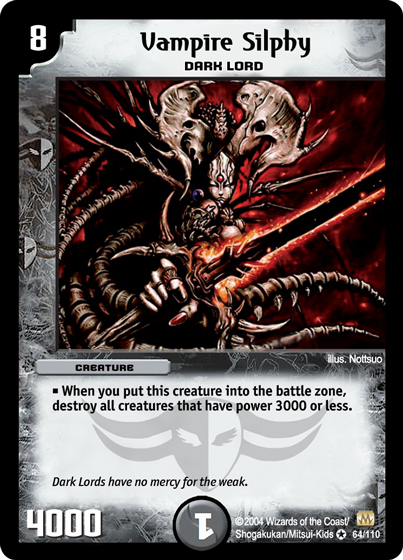 8
Vampire Silphy
DARK LORD
illus. Nottsuo
CREATURE
▪ When you put this creature into the battle zone,
destroy all creatures that have power 3000 or less.
Dark Lords have no mercy for the weak.
4000
1
©2004 Wizards of the Coast/
Shogakukan/Mitsui-Kids ✪ 64/110